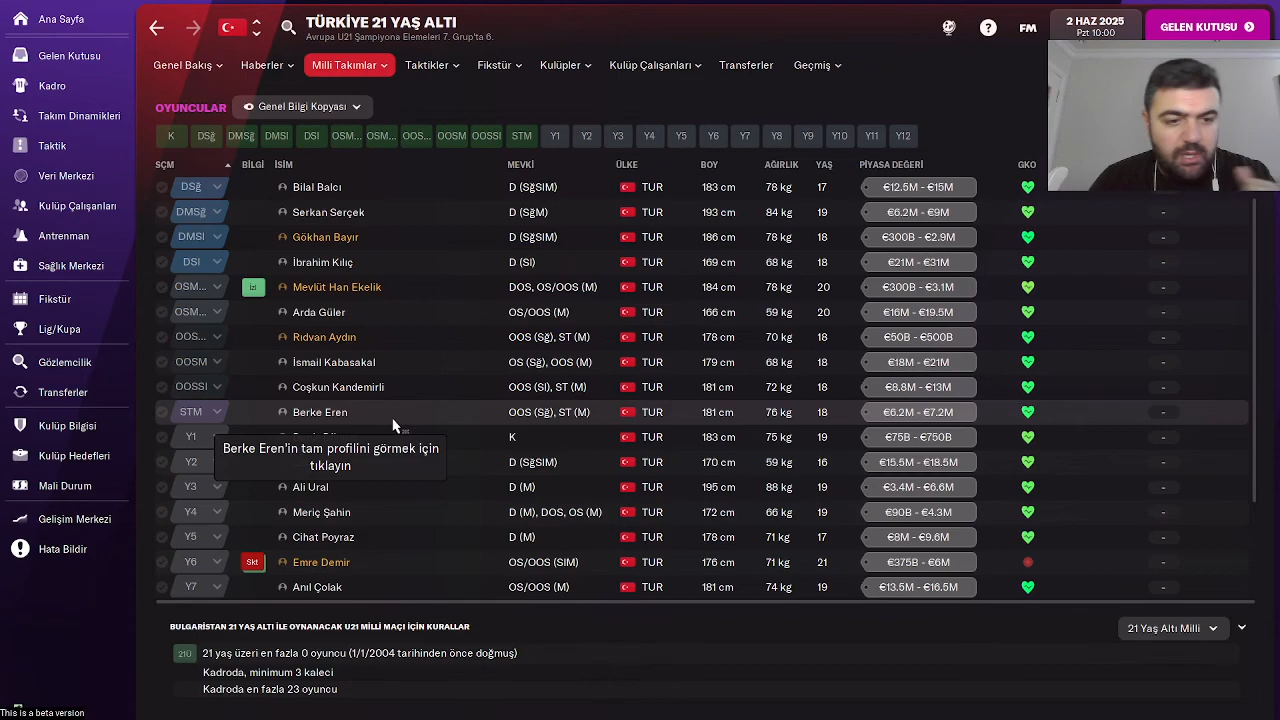 Ana Sayfa
Gelen Kutusu
Kadro
Takım Dinamikleri
Taktik
Veri Merkezi
Kulüp Çalışanları
Antrenman
Sağlık Merkezi
Fikstür
Lig/Kupa
Gözlemcilik
Transferler
Kulüp Bilgisi
Kulüp Hedefleri
Mali Durum
Gelişim Merkezi
Hata Bildir
This is a beta version
TÜRKİYE 21 YAŞ ALTI
Avrupa U21 Şampiyona Elemeleri 7. Grup'ta 6.
FM
2 HAZ 2025
Pzt 10:00
GELEN KUTUSU
Genel Bakış Haberler Milli Takımlar Taktikler Fikstür Kulüpler Kulüp Çalışanları Transferler Geçmiş
OYUNCULAR Genel Bilgi Kopyası
K DSğ DMSğ DMSI DSI OSM... OSM... OOS... OOSM OOSSI STM Y1 Y2 Y3 Y4 Y5 Y6 Y7 Y8 Y9 Y10 Y11 Y12
SÇM BİLGİ İSİM MEVKİ ÜLKE BOY AĞIRLIK YAŞ PİYASA DEĞERİ GKO
DSğ Bilal Balcı D (SğSIM) TUR 183 cm 78 kg 17 €12.5M - €15M -
DMSğ Serkan Serçek D (SğM) TUR 193 cm 84 kg 19 €6.2M - €9M -
DMSI Gökhan Bayır D (SğSIM) TUR 186 cm 78 kg 18 €300B - €2.9M -
DSI İbrahim Kılıç D (SI) TUR 169 cm 68 kg 18 €21M - €31M -
OSM... İzl Mevlüt Han Ekelik DOS, OS/OOS (M) TUR 184 cm 78 kg 20 €300B - €3.1M -
OSM... Arda Güler OS/OOS (M) TUR 166 cm 59 kg 20 €16M - €19.5M -
OOS... Rıdvan Aydın OOS (Sğ), ST (M) TUR 178 cm 70 kg 18 €50B - €500B -
OOSM İsmail Kabasakal OS (Sğ), OOS (M) TUR 179 cm 68 kg 18 €18M - €21M -
OOSSI Coşkun Kandemirli OOS (SI), ST (M) TUR 181 cm 72 kg 18 €8.8M - €13M -
STM Berke Eren OOS (Sğ), ST (M) TUR 181 cm 76 kg 18 €6.2M - €7.2M -
Y1 K TUR 183 cm 75 kg 19 €75B - €750B -
Berke Eren'in tam profilini görmek için
tıklayın
Y2 D (SğSIM) TUR 170 cm 59 kg 16 €15.5M - €18.5M -
Y3 Ali Ural D (M) TUR 195 cm 88 kg 19 €3.4M - €6.6M -
Y4 Meriç Şahin D (M), DOS, OS (M) TUR 172 cm 66 kg 19 €90B - €4.3M -
Y5 Cihat Poyraz D (M) TUR 178 cm 71 kg 17 €8M - €9.6M -
Y6 Skt Emre Demir OS/OOS (SIM) TUR 176 cm 71 kg 21 €375B - €6M -
Y7 Anıl Çolak OS/OOS (M) TUR 181 cm 74 kg 19 €13.5M - €16.5M -
BULGARİSTAN 21 YAŞ ALTI İLE OYNANACAK U21 MİLLİ MAÇI İÇİN KURALLAR
21 Yaş Altı Milli
21Ü 21 yaş üzeri en fazla 0 oyuncu (1/1/2004 tarihinden önce doğmuş)
Kadroda, minimum 3 kaleci
Kadroda en fazla 23 oyuncu